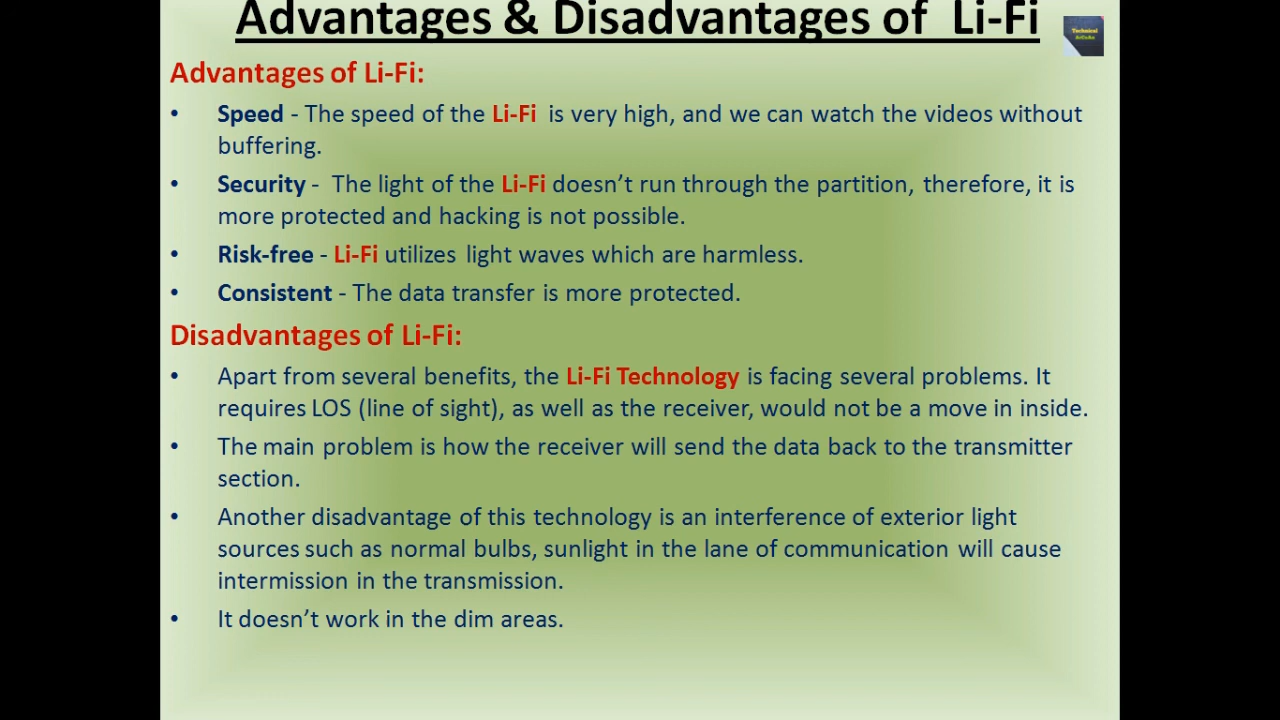 Advantages & Disadvantages of Li-Fi
Technical
Advantages of Li-Fi:
• Speed - The speed of the Li-Fi is very high, and we can watch the videos without
buffering.
• Security - The light of the Li-Fi doesn't run through the partition, therefore, it is
more protected and hacking is not possible.
• Risk-free - Li-Fi utilizes light waves which are harmless.
• Consistent - The data transfer is more protected.
Disadvantages of Li-Fi:
• Apart from several benefits, the Li-Fi Technology is facing several problems. It
requires LOS (line of sight), as well as the receiver, would not be a move in inside.
• The main problem is how the receiver will send the data back to the transmitter
section.
• Another disadvantage of this technology is an interference of exterior light
sources such as normal bulbs, sunlight in the lane of communication will cause
intermission in the transmission.
• It doesn't work in the dim areas.